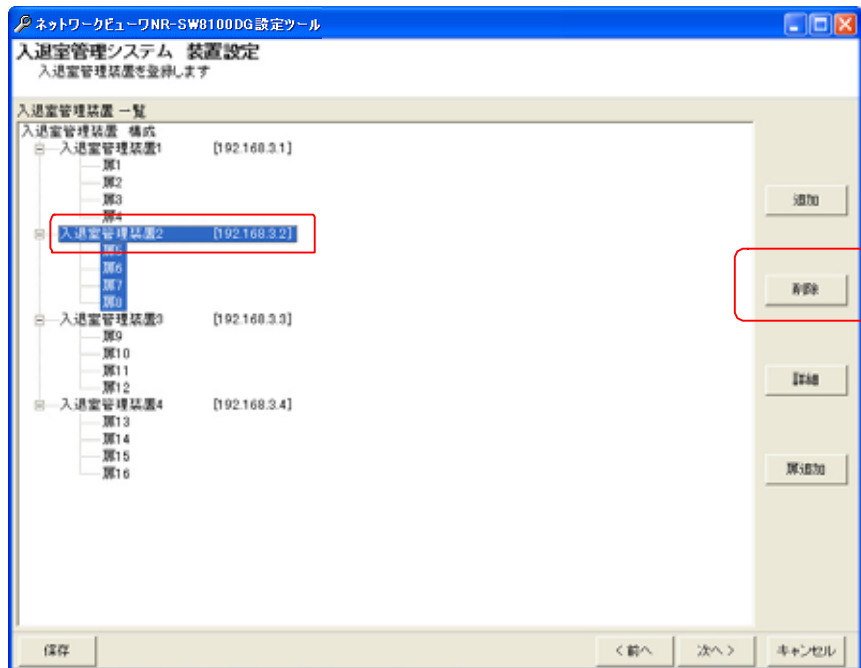 ネットワークビューワNR-SW8100DG設定ツール
入退室管理システム 装置設定
入退室管理装置を登録します
入退室管理装置 一覧
入退室管理装置 構成
入退室管理装置1 [192.168.3.1]
扉1
扉2
扉3
扉4
入退室管理装置2 [192.168.3.2]
扉5
扉6
扉7
扉8
入退室管理装置3 [192.168.3.3]
扉9
扉10
扉11
扉12
入退室管理装置4 [192.168.3.4]
扉13
扉14
扉15
扉16
追加
削除
詳細
扉追加
保存
<前へ
次へ>
キャンセル